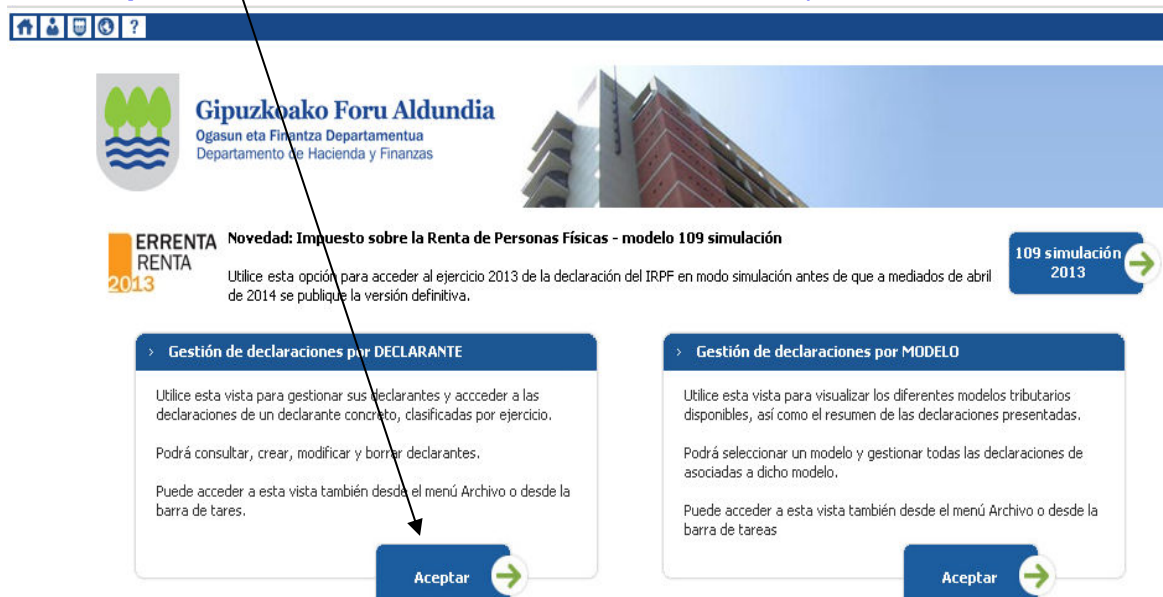 ?
Gipuzkoako Foru Aldundia
Ogasun eta Finantza Departamentua
Departamento de Hacienda y Finanzas
ERRENTA
RENTA
2013
Novedad: Impuesto sobre la Renta de Personas Físicas - modelo 109 simulación
Utilice esta opción para acceder al ejercicio 2013 de la declaración del IRPF en modo simulación antes de que a mediados de abril
de 2014 se publique la versión definitiva.
109 simulación
2013
> Gestión de declaraciones por DECLARANTE
Utilice esta vista para gestionar sus declarantes y accceder a las
declaraciones de un declarante concreto, clasificadas por ejercicio.
Podrá consultar, crear, modificar y borrar declarantes.
Puede acceder a esta vista también desde el menú Archivo o desde la
barra de tares.
Aceptar
> Gestión de declaraciones por MODELO
Utilice esta vista para visualizar los diferentes modelos tributarios
disponibles, así como el resumen de las declaraciones presentadas.
Podrá seleccionar un modelo y gestionar todas las declaraciones de
asociadas a dicho modelo.
Puede acceder a esta vista también desde el menú Archivo o desde la
barra de tareas
Aceptar